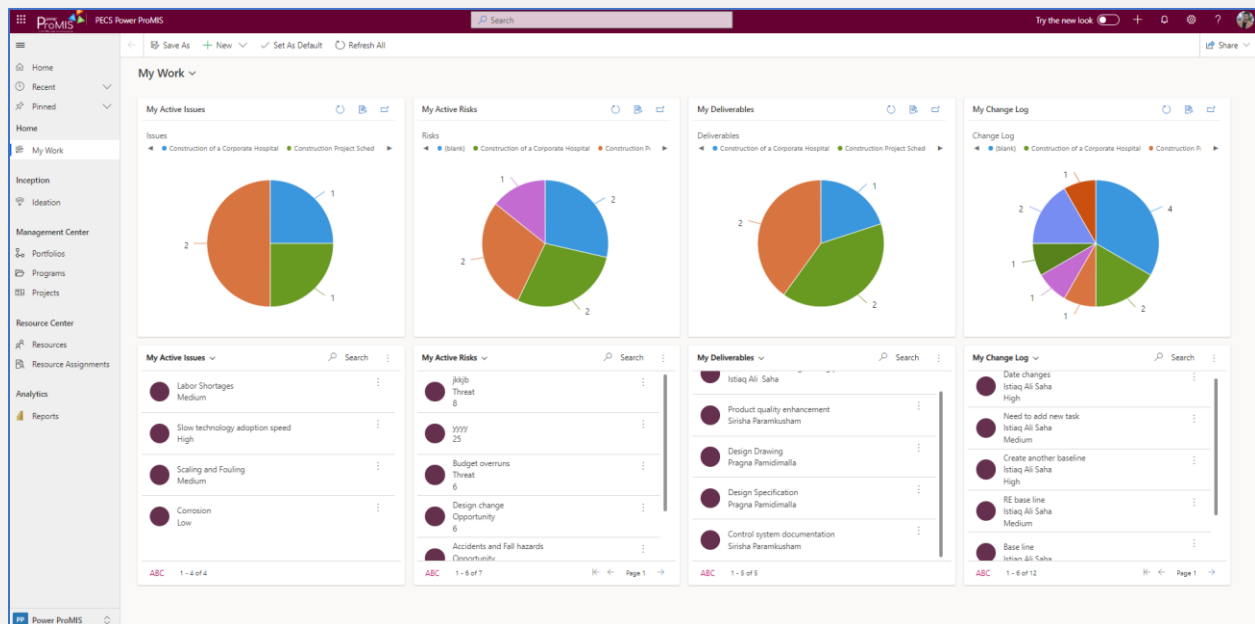 Power
ProMIS
PECS Power ProMIS
Search
Try the new look
?
Save As
New
Set As Default
Refresh All
Share
Home
Recent
Pinned
Home
My Work
Inception
Ideation
Management Center
Portfolios
Programs
Projects
Resource Center
Resources
Resource Assignments
Analytics
Reports
PP Power ProMIS
My Work
My Active Issues
Issues
Construction of a Corporate Hospital Construction Project Sched
1
2
1
My Active Risks
Risks
(blank) Construction of a Corporate Hospital Construction P
1
2
2
2
My Deliverables
Deliverables
Construction of a Corporate Hospital Construction Project Sched
1
2
2
My Change Log
Change Log
(blank) Construction of a Corporate Hospital Construction P
1
2
4
1
1
1
2
My Active Issues Search
Labor Shortages
Medium
Slow technology adoption speed
High
Scaling and Fouling
Medium
Corrosion
Low
ABC 1 - 4 of 4
My Active Risks Search
jkkjb
Threat
8
yyyy
25
Budget overruns
Threat
6
Design change
Opportunity
6
Accidents and Fall hazards
Opportunity
ABC 1 - 6 of 7 Page 1
My Deliverables Search
Istiaq Ali Saha
Product quality enhancement
Sirisha Paramkusham
Design Drawing
Pragna Pamidimalla
Design Specification
Pragna Pamidimalla
Control system documentation
Sirisha Paramkusham
ABC 1 - 5 of 5
My Change Log Search
Date changes
Istiaq Ali Saha
High
Need to add new task
Istiaq Ali Saha
Medium
Create another baseline
Istiaq Ali Saha
High
RE base line
Istiaq Ali Saha
Medium
Base line
Istiaq Ali Saha
ABC 1 - 6 of 12 Page 1